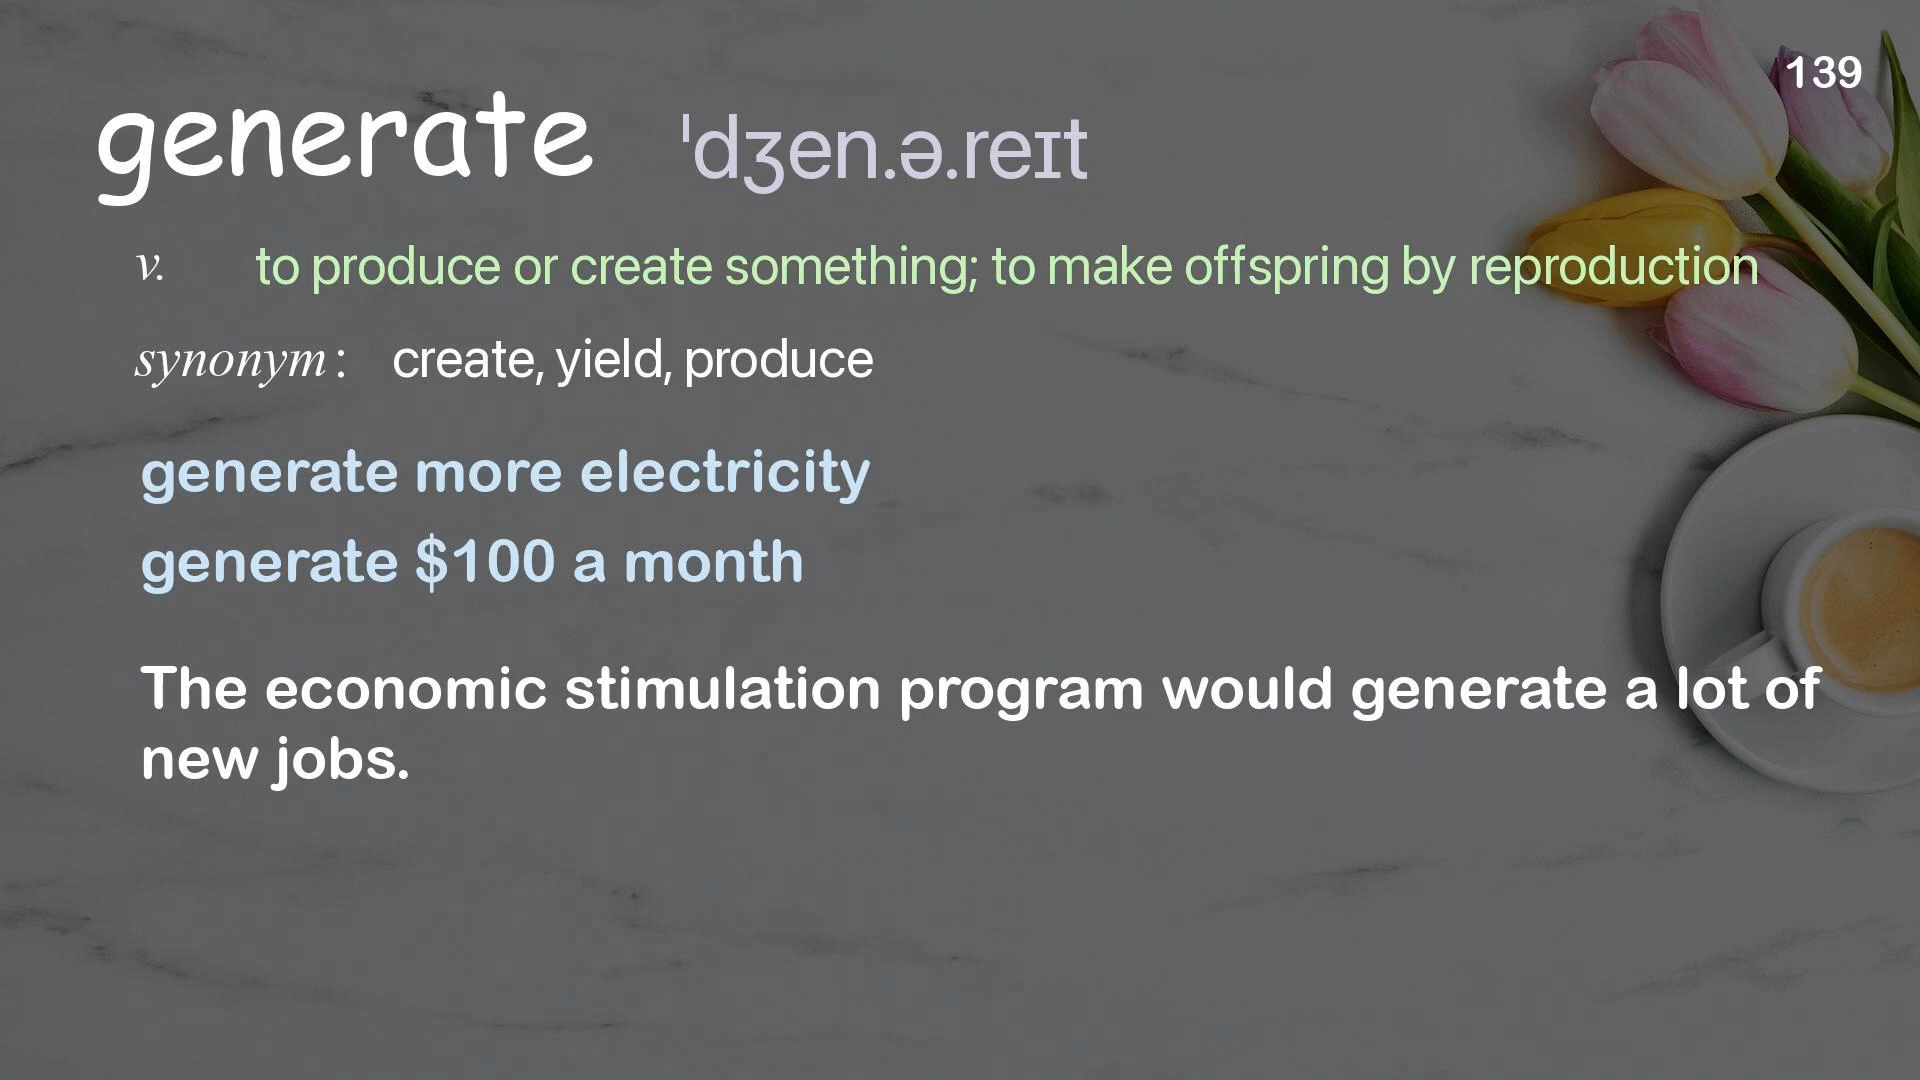 139
generate ˈdʒen.ə.reɪt
v. to produce or create something; to make offspring by reproduction
synonym: create, yield, produce
generate more electricity
generate $100 a month
The economic stimulation program would generate a lot of
new jobs.